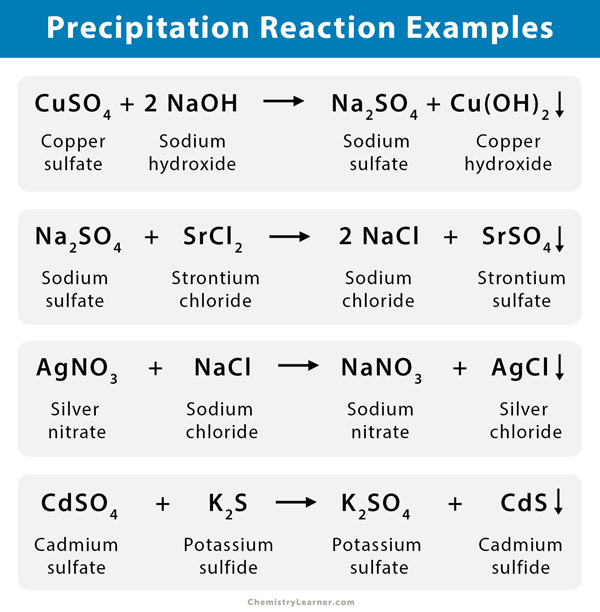 Precipitation Reaction Examples
CuSO₄ + 2 NaOH ⟶ Na₂SO₄ + Cu(OH)₂↓
Copper Sodium Sodium Copper
sulfate hydroxide sulfate hydroxide
Na₂SO₄ + SrCl₂ ⟶ 2 NaCl + SrSO₄↓
Sodium Strontium Sodium Strontium
sulfate chloride chloride sulfate
AgNO₃ + NaCl ⟶ NaNO₃ + AgCl↓
Silver Sodium Sodium Silver
nitrate chloride nitrate chloride
CdSO₄ + K₂S ⟶ K₂SO₄ + CdS↓
Cadmium Potassium Potassium Cadmium
sulfate sulfide sulfate sulfide
ChemistryLearner.com